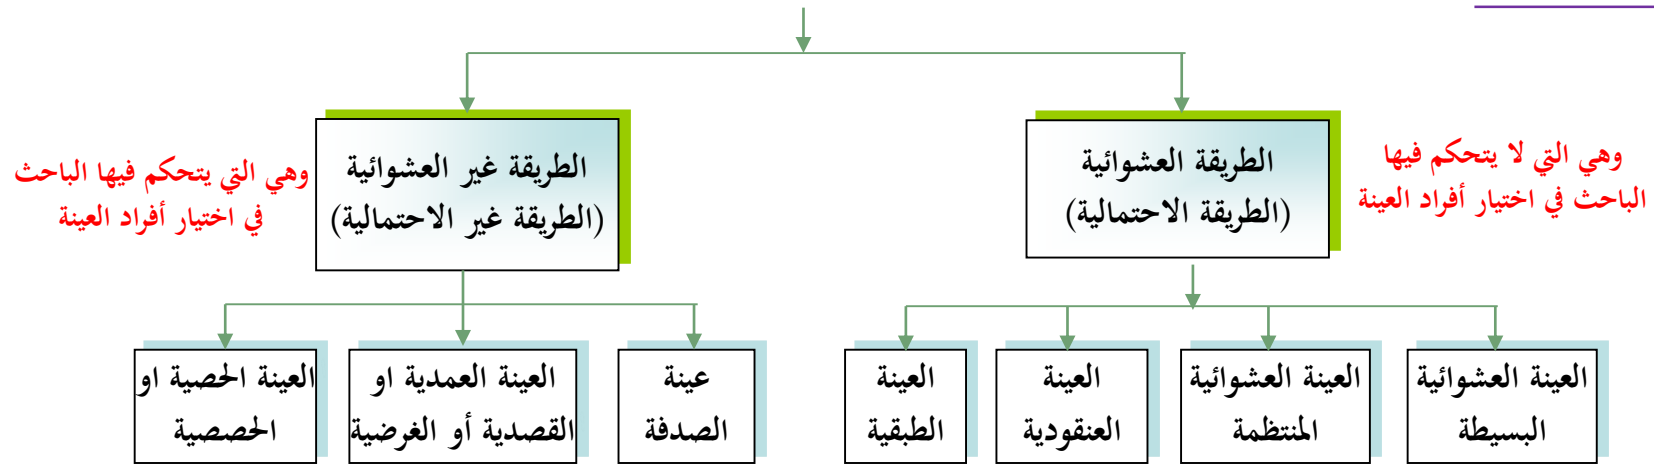 الطريقة العشوائية
(الطريقة الاحتمالية)
وهي التي لا يتحكم فيها
الباحث في اختيار أفراد العينة
الطريقة غير العشوائية
(الطريقة غير الاحتمالية)
وهي التي يتحكم فيها الباحث
في اختيار أفراد العينة
العينة العشوائية
البسيطة
العينة العشوائية
المنتظمة
العينة
العنقودية
العينة
الطبقية
عينة
الصدفة
العينة العمدية او
القصدية أو الغرضية
العينة الحصية او
الحصصية